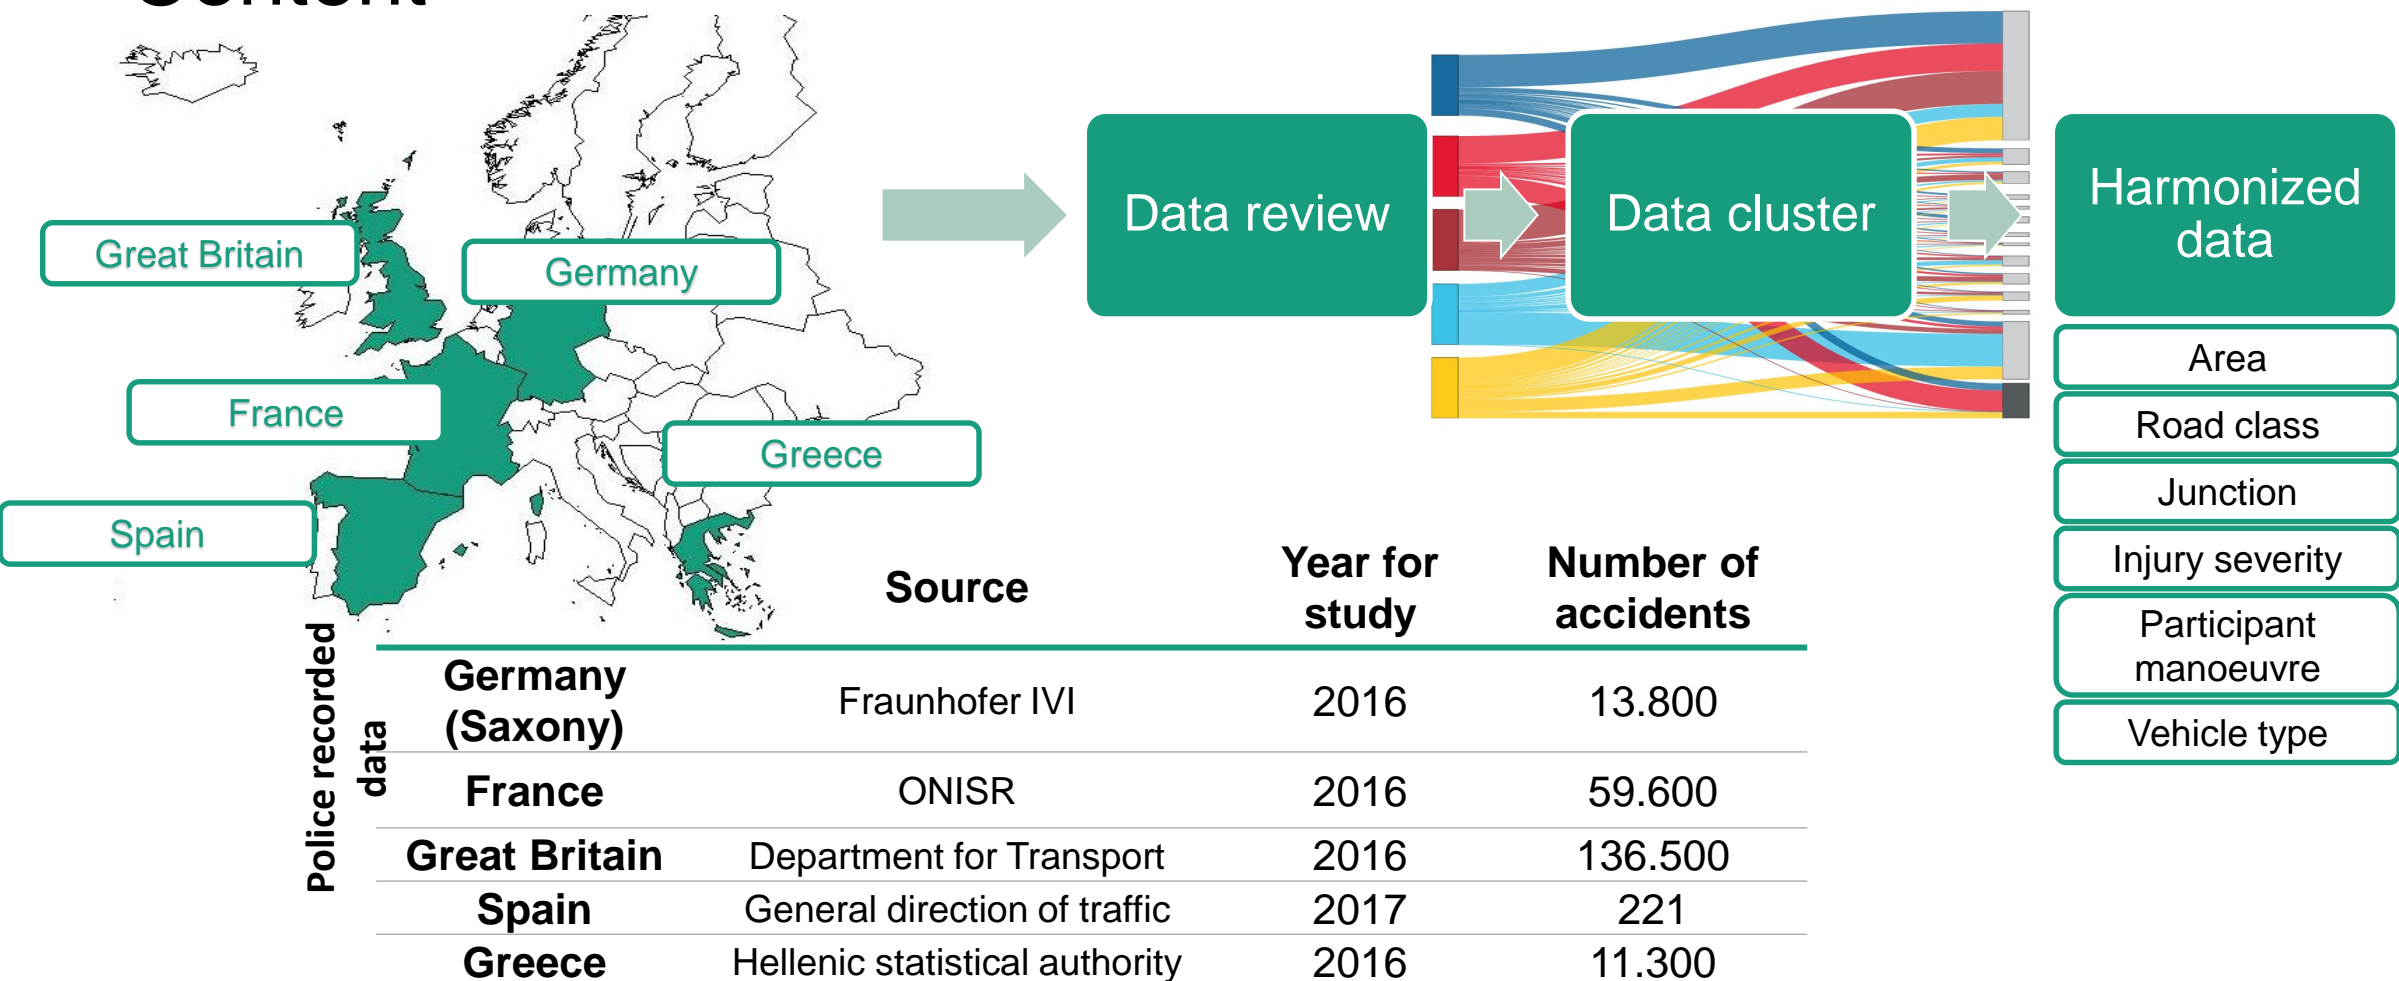 Content
Great Britain
Germany
France
Greece
Spain
Data review
Data cluster
Harmonized
data
Area
Road class
Junction
Injury severity
Participant
manoeuvre
Vehicle type
Police recorded
data
Source
Year for
study
Number of
accidents
Germany
(Saxony)
Fraunhofer IVI
2016
13.800
France
ONISR
2016
59.600
Great Britain
Department for Transport
2016
136.500
Spain
General direction of traffic
2017
221
Greece
Hellenic statistical authority
2016
11.300